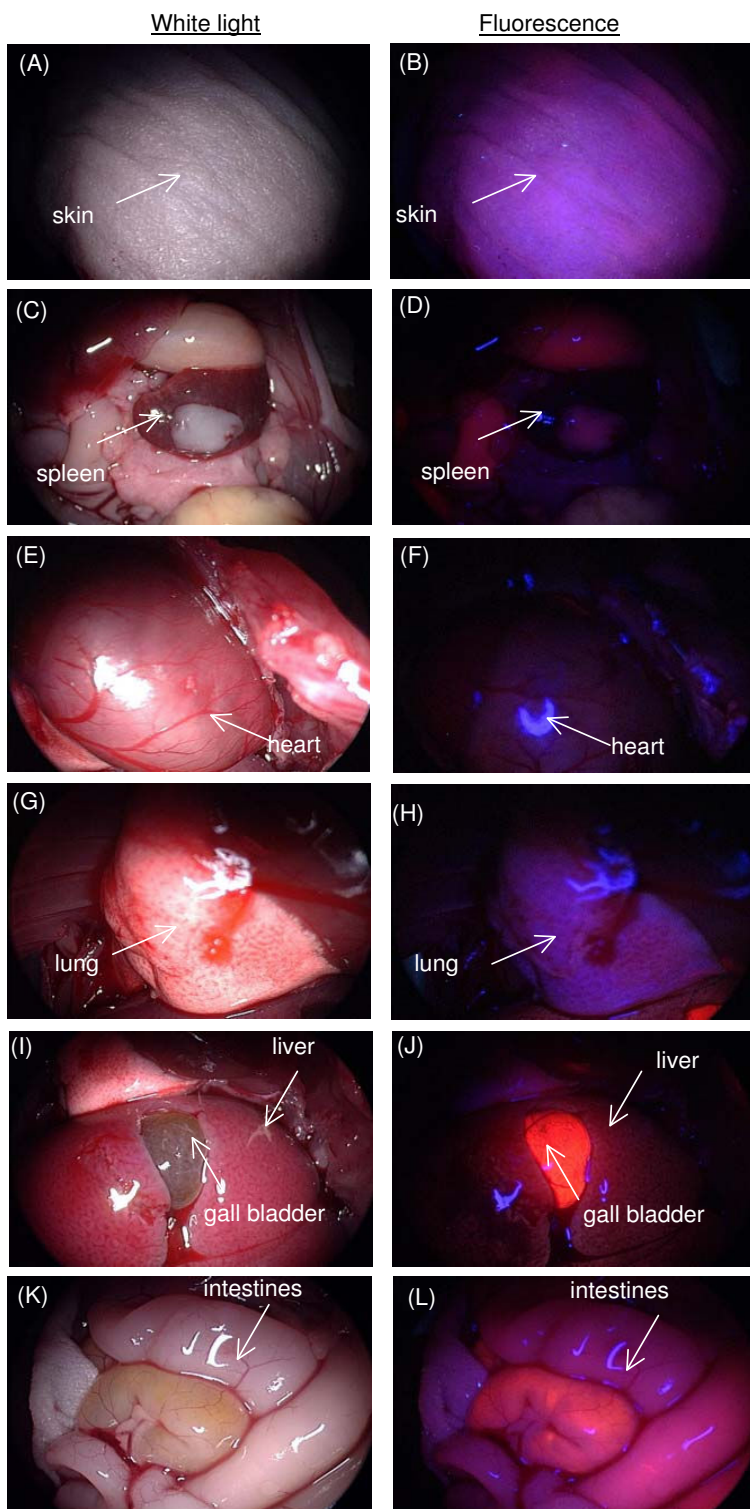 White light Fluorescence
(A) (B)
skin skin
(C) (D)
spleen spleen
(E) (F)
heart heart
(G) (H)
lung lung
(I) (J)
liver liver
gall bladder gall bladder
(K) (L)
intestines intestines